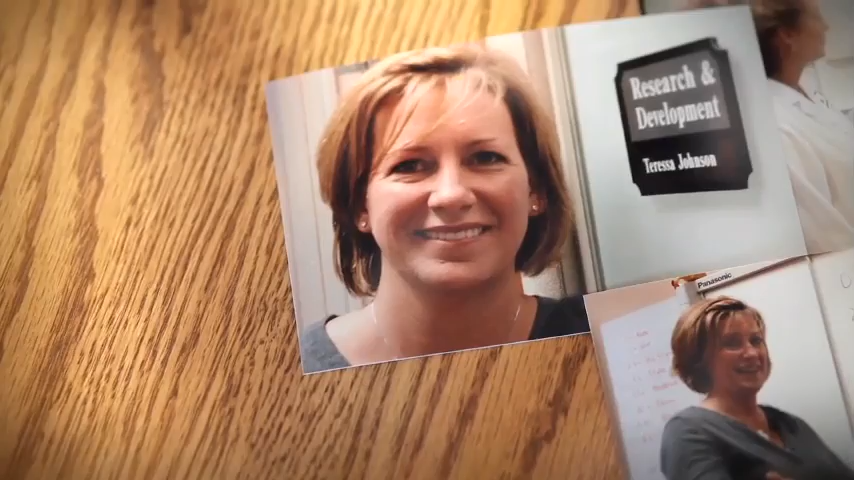 Research &
Development
Teressa Johnson
Panasonic